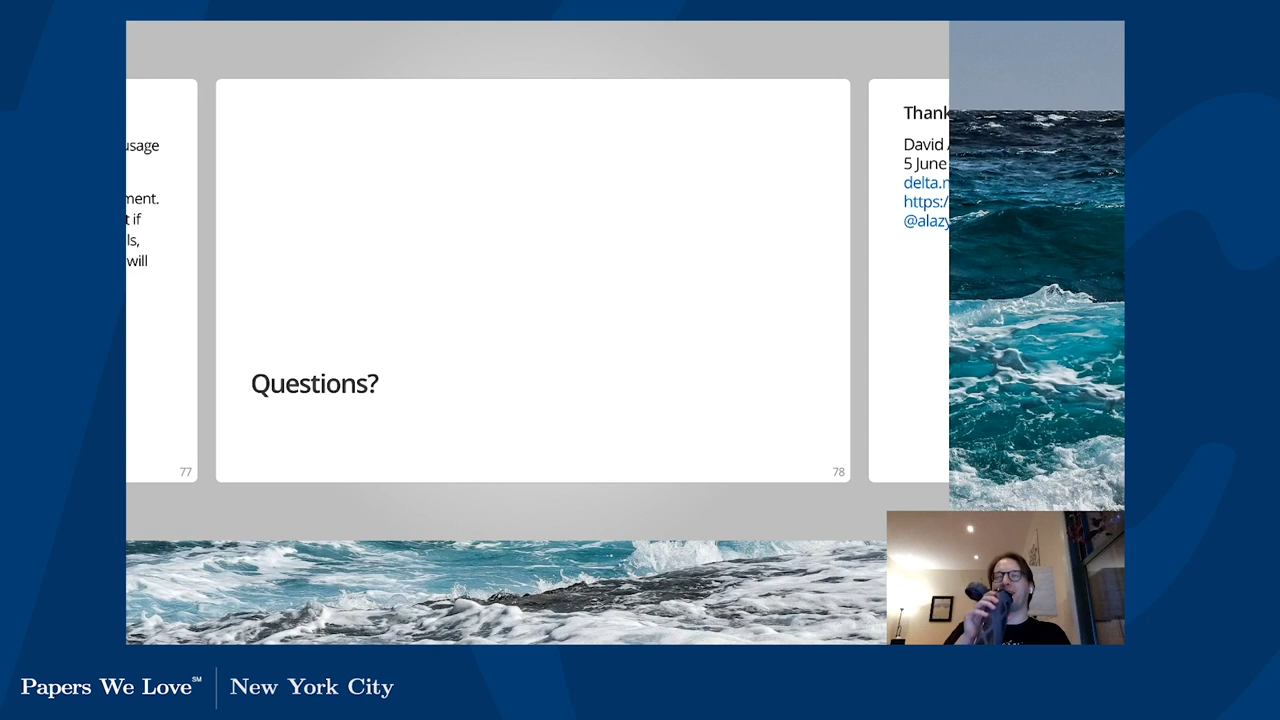 usage
ment.
t if
ls,
will
77
Questions?
78
Thank
David
5 June
delta.n
https:/
@alazy
Papers We Love℠
New York City